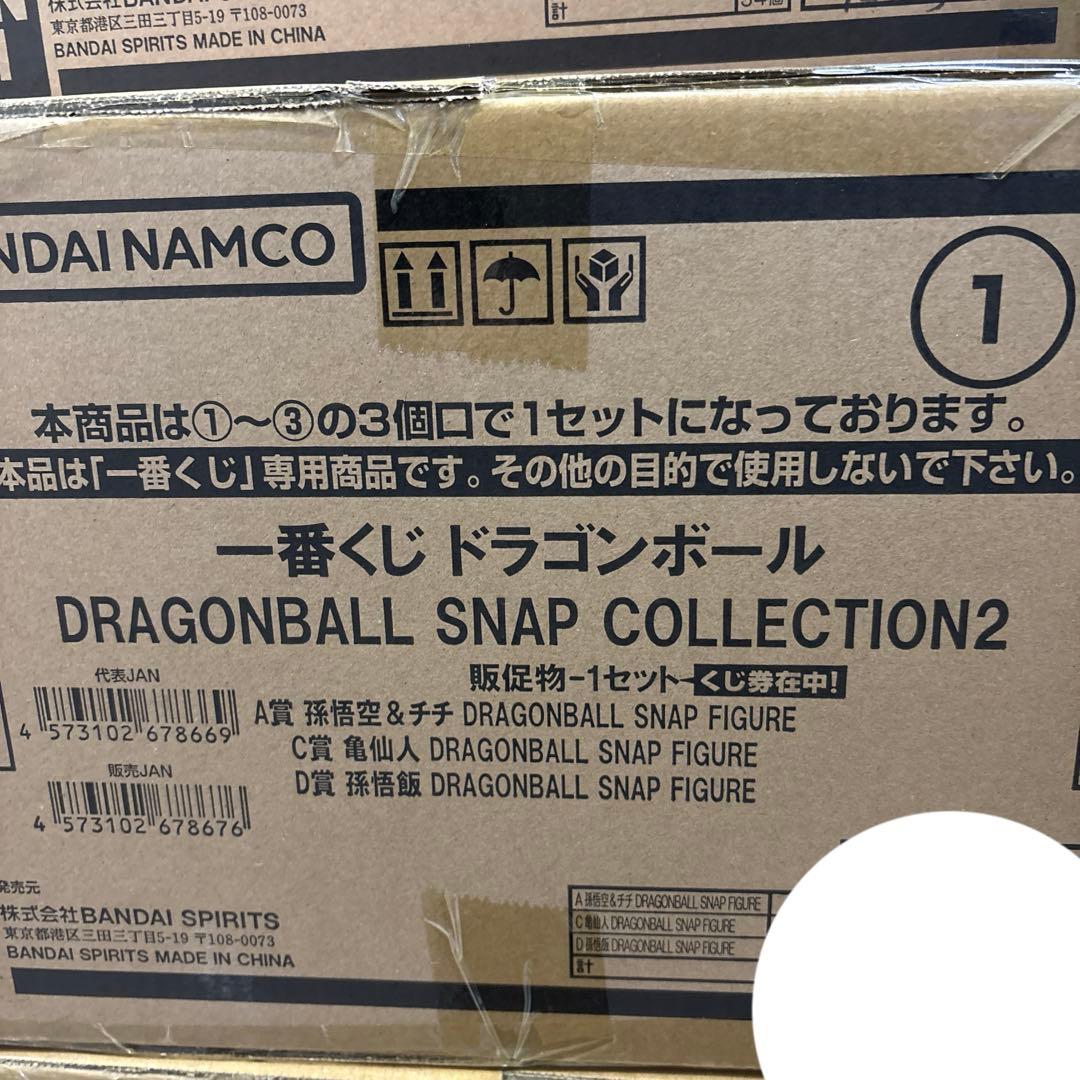 株式会社BANDAI
東京都港区三田三丁目5-19 〒108-0073
BANDAI SPIRITS MADE IN CHINA
計
NDAI NAMCO
1
本商品は①〜③の3個口で1セットになっております。
本品は「一番くじ」専用商品です。その他の目的で使用しないで下さい。
一番くじ ドラゴンボール
DRAGONBALL SNAP COLLECTION2
販促物-1セット くじ券在中!
代表JAN
4 573102 678669
A賞 孫悟空&チチ DRAGONBALL SNAP FIGURE
C賞 亀仙人 DRAGONBALL SNAP FIGURE
D賞 孫悟飯 DRAGONBALL SNAP FIGURE
販売JAN
4 573102 678676
発売元
株式会社BANDAI SPIRITS
東京都港区三田三丁目5-19 〒108-0073
BANDAI SPIRITS MADE IN CHINA
A 孫悟空&チチ DRAGONBALL SNAP FIGURE
C 亀仙人 DRAGONBALL SNAP FIGURE
D 孫悟飯 DRAGONBALL SNAP FIGURE
計